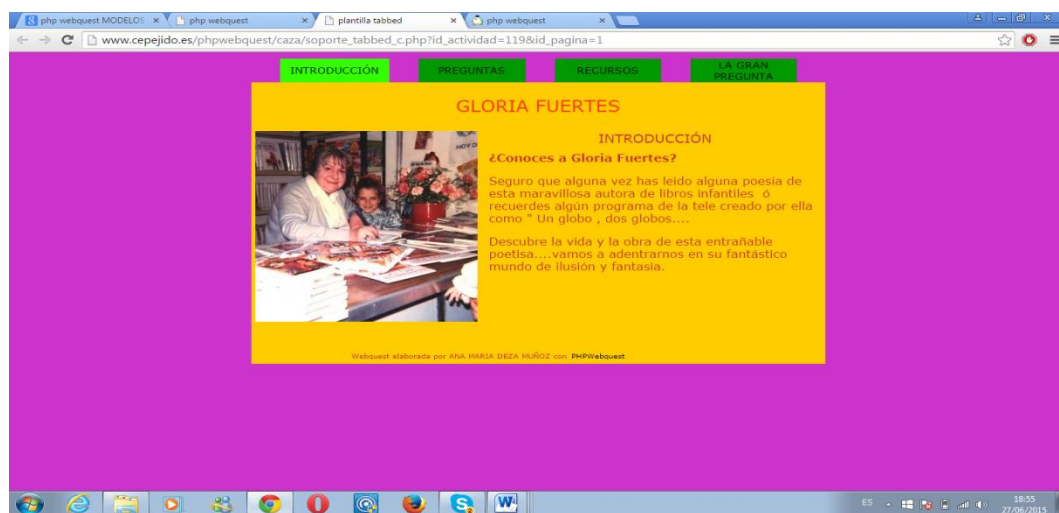 php webquest MODELOS
php webquest
plantilla tabbed
php webquest
www.cepejido.es/phpwebquest/caza/soporte_tabbed_c.php?id_actividad=119&id_pagina=1
INTRODUCCIÓN
PREGUNTAS
RECURSOS
LA GRAN
PREGUNTA
GLORIA FUERTES
INTRODUCCIÓN
¿Conoces a Gloria Fuertes?
Seguro que alguna vez has leido alguna poesía de
esta maravillosa autora de libros infantiles ó
recuerdes algún programa de la tele creado por ella
como " Un globo , dos globos....
Descubre la vida y la obra de esta entrañable
poetisa....vamos a adentrarnos en su fantástico
mundo de ilusión y fantasia.
Webquest elaborada por ANA MARIA DEZA MUÑOZ con PHPWebquest
ES
18:55
27/06/2015